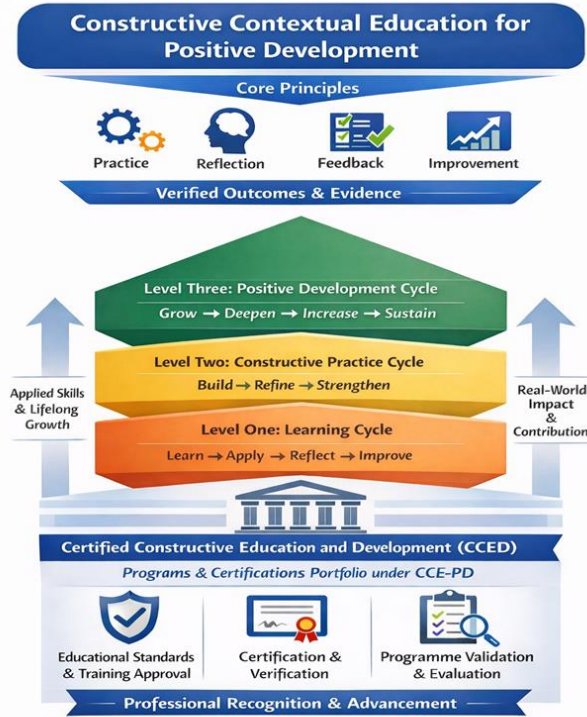 Constructive Contextual Education for
Positive Development
Core Principles
Practice
Reflection
Feedback
Improvement
Verified Outcomes & Evidence
Level Three: Positive Development Cycle
Grow → Deepen → Increase → Sustain
Level Two: Constructive Practice Cycle
Build → Refine → Strengthen
Level One: Learning Cycle
Learn → Apply → Reflect → Improve
Applied Skills
& Lifelong
Growth
Real-World
Impact
&
Contribution
Certified Constructive Education and Development (CCED)
Programs & Certifications Portfolio under CCE-PD
Educational Standards
& Training Approval
Certification &
Verification
Programme Validation
& Evaluation
Professional Recognition & Advancement